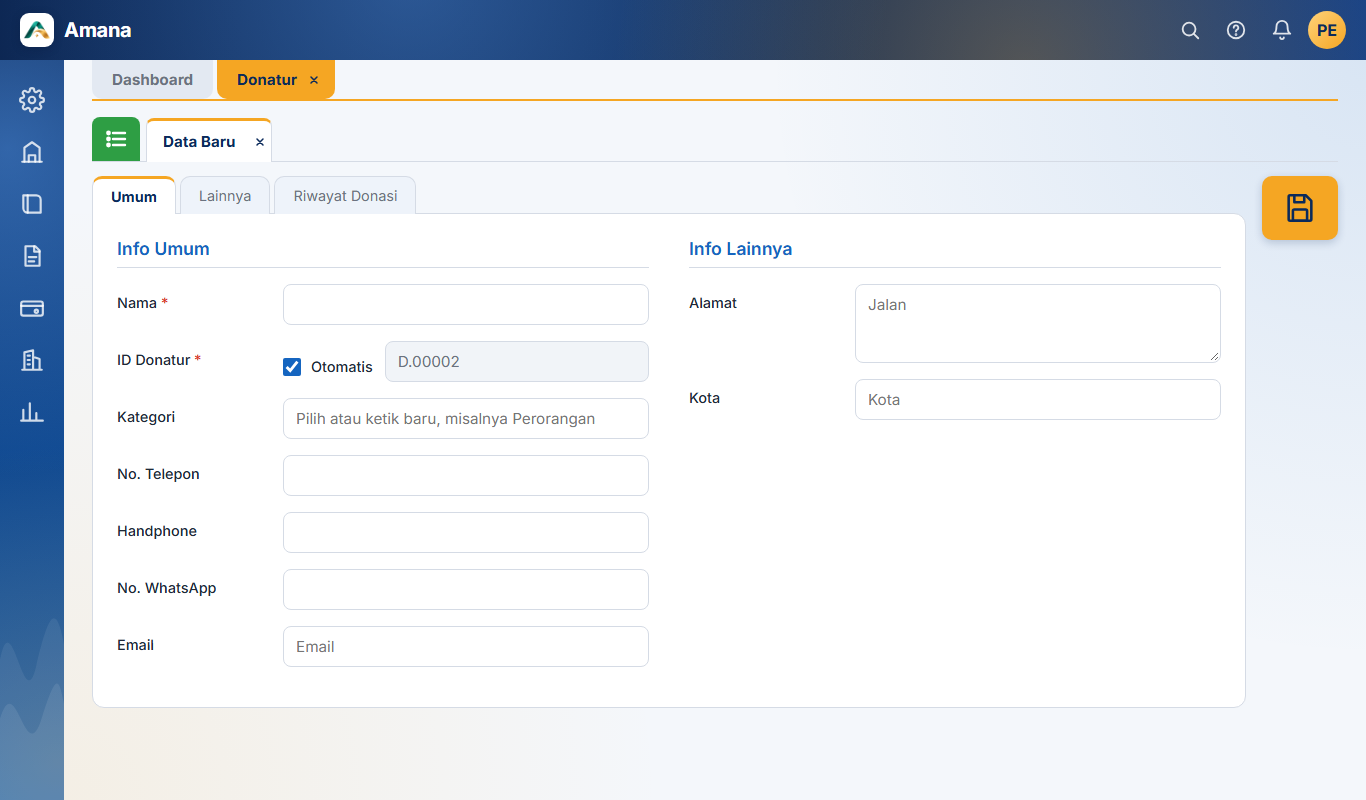 Amana
PE
Dashboard
Donatur ×
Data Baru ×
Umum
Lainnya
Riwayat Donasi
Info Umum
Nama *
ID Donatur *
Otomatis
D.00002
Kategori
Pilih atau ketik baru, misalnya Perorangan
No. Telepon
Handphone
No. WhatsApp
Email
Email
Info Lainnya
Alamat
Jalan
Kota
Kota